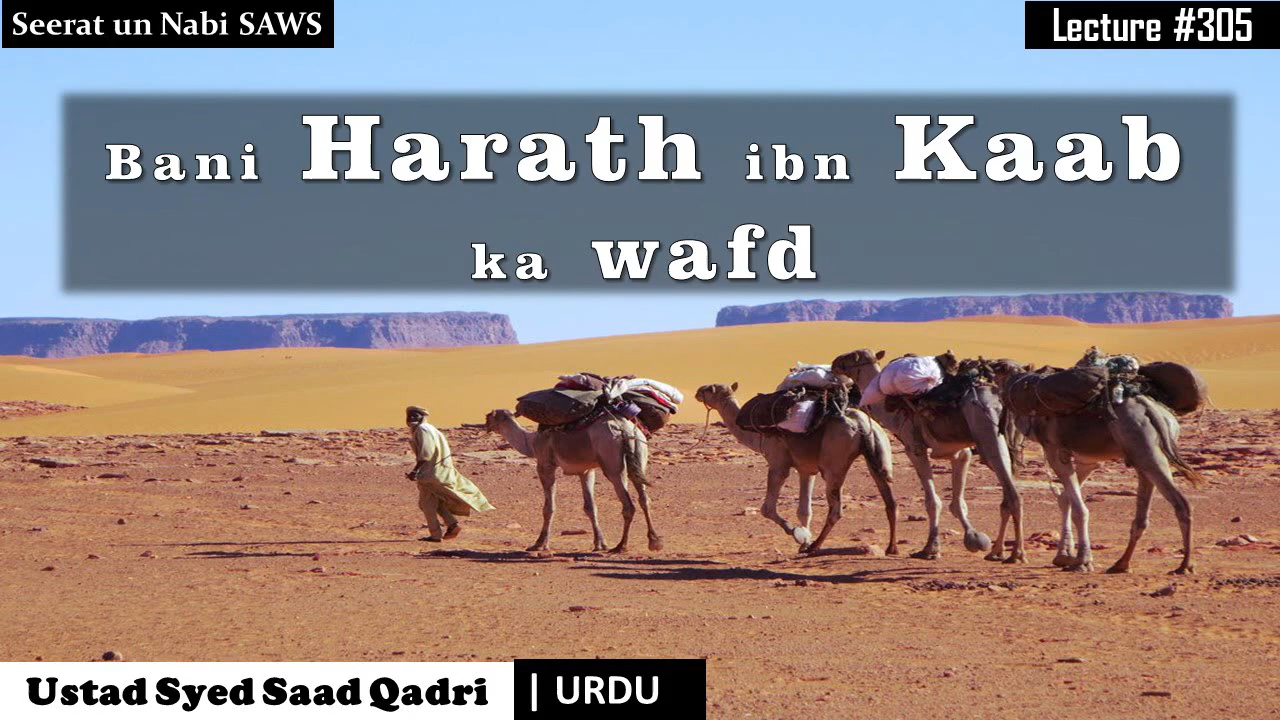 Seerat un Nabi SAWS
Lecture #305
Bani Harath ibn Kaab
ka wafd
Ustad Syed Saad Qadri | URDU